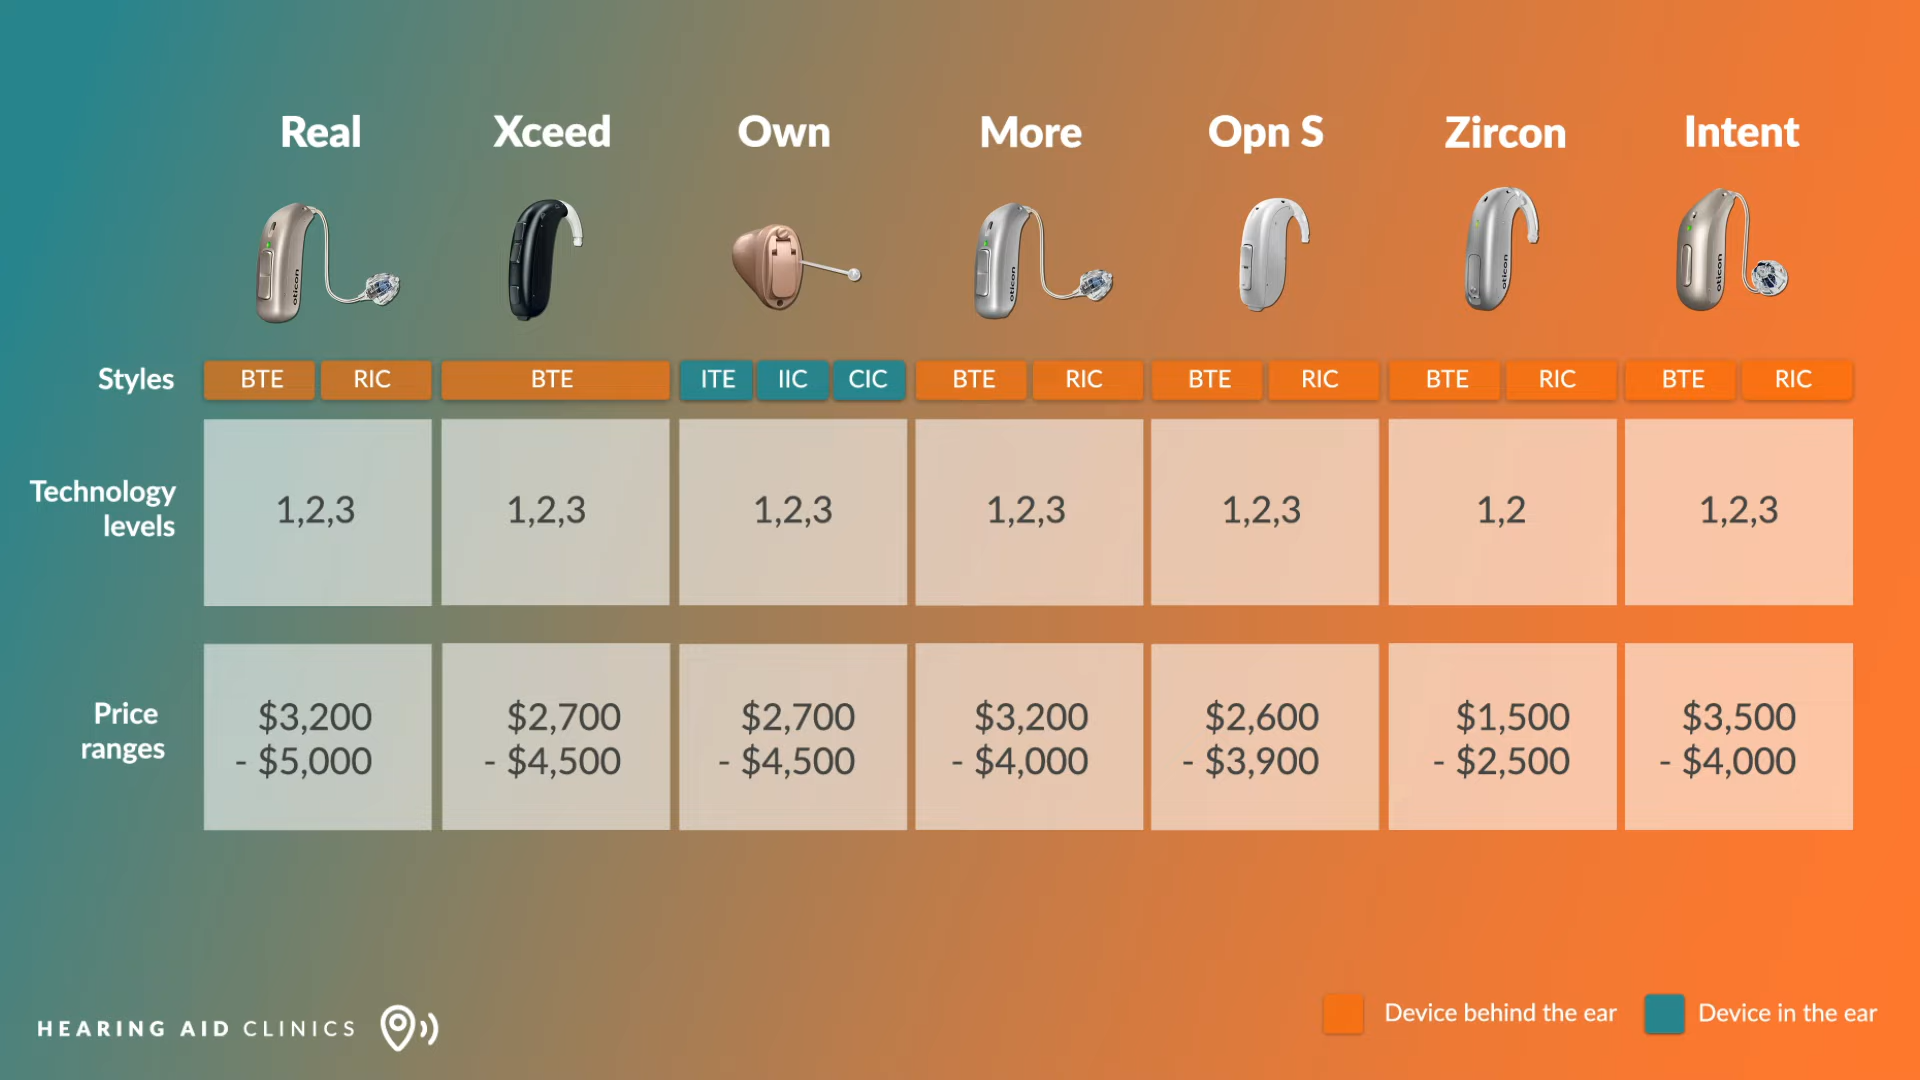 Real Xceed Own More Opn S Zircon Intent
oticon oticon oticon oticon
Styles BTE RIC BTE ITE IIC CIC BTE RIC BTE RIC BTE RIC BTE RIC
Technology
levels
1,2,3 1,2,3 1,2,3 1,2,3 1,2,3 1,2 1,2,3
Price
ranges
$3,200 $2,700 $2,700 $3,200 $2,600 $1,500 $3,500
- $5,000 - $4,500 - $4,500 - $4,000 - $3,900 - $2,500 - $4,000
Device behind the ear Device in the ear
HEARING AID CLINICS